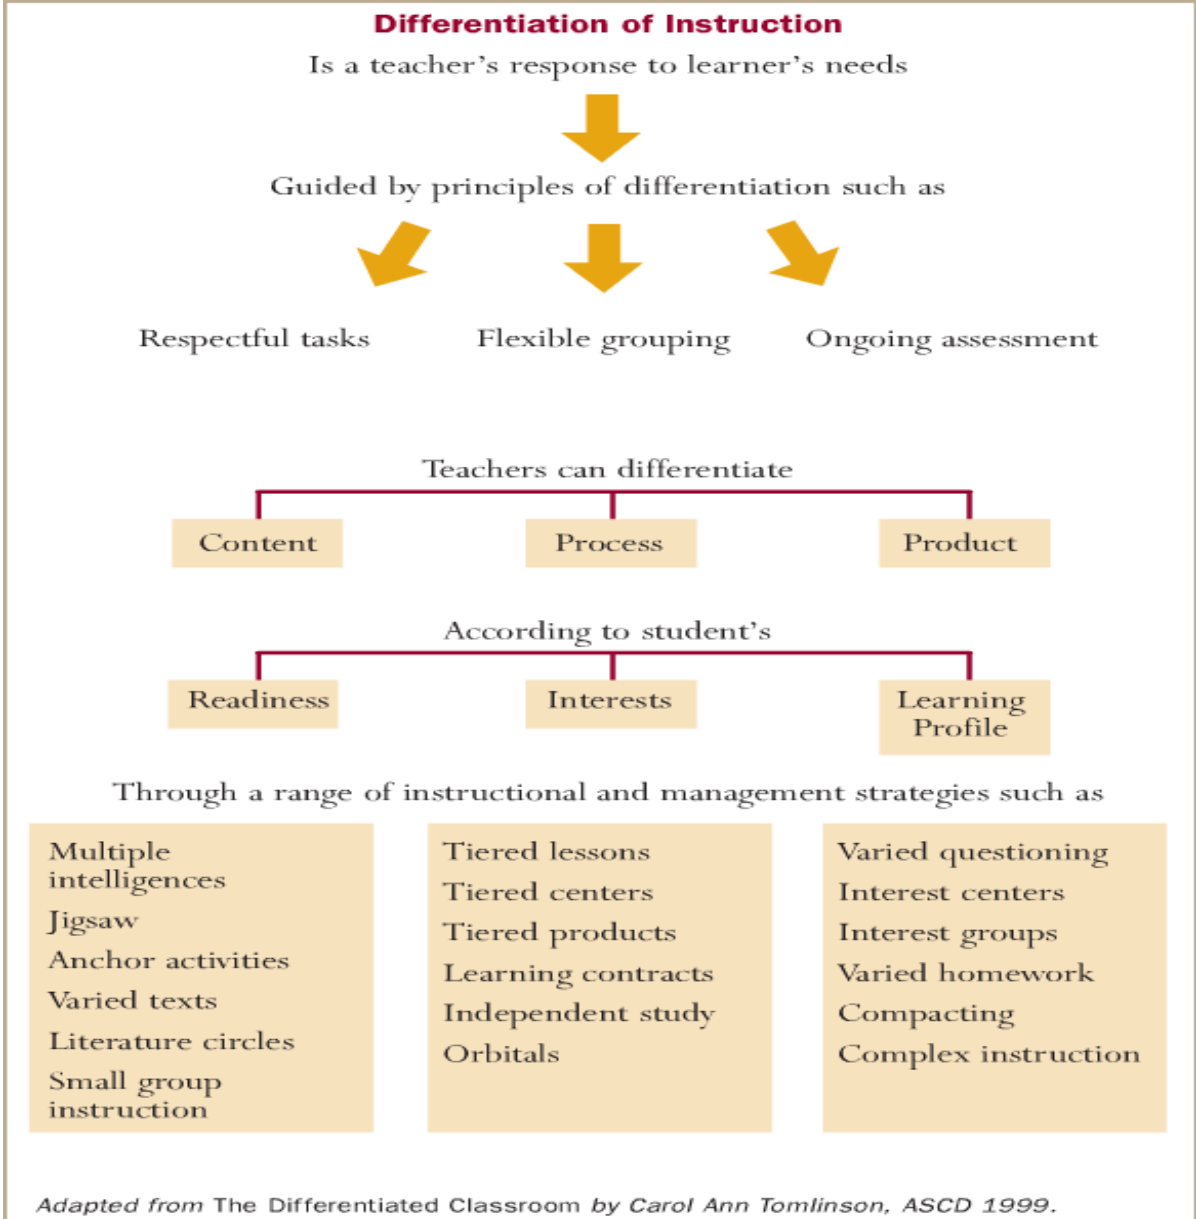 Differentiation of Instruction
Is a teacher's response to learner's needs
Guided by principles of differentiation such as
Respectful tasks
Flexible grouping
Ongoing assessment
Teachers can differentiate
Content
Process
Product
According to student's
Readiness
Interests
Learning
Profile
Through a range of instructional and management strategies such as
Multiple
intelligences
Jigsaw
Anchor activities
Varied texts
Literature circles
Small group
instruction
Tiered lessons
Tiered centers
Tiered products
Learning contracts
Independent study
Orbitals
Varied questioning
Interest centers
Interest groups
Varied homework
Compacting
Complex instruction
Adapted from The Differentiated Classroom by Carol Ann Tomlinson, ASCD 1999.